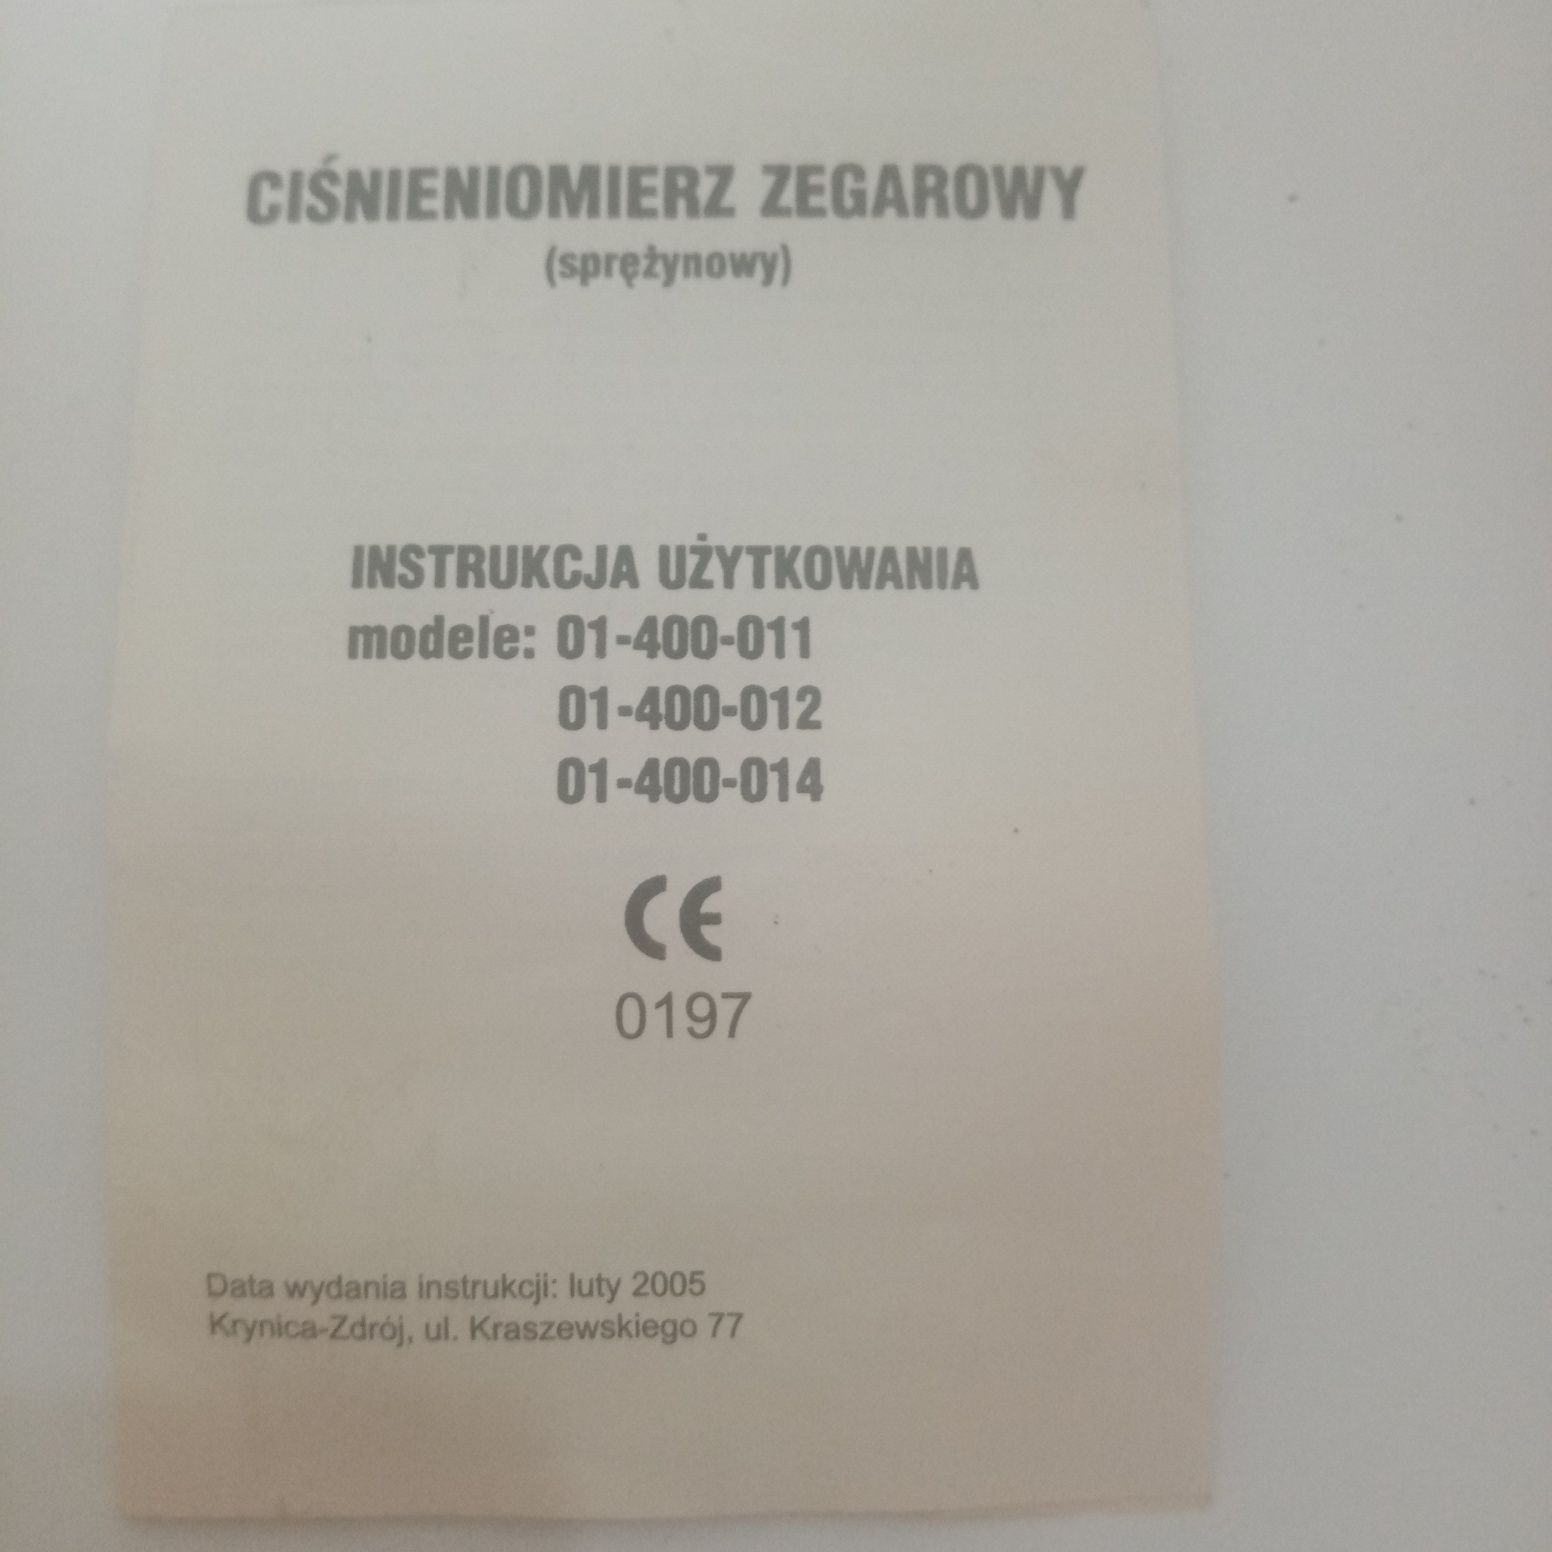 CIŚNIENIOMIERZ ZEGAROWY
(sprężynowy)
INSTRUKCJA UŻYTKOWANIA
modele: 01-400-011
01-400-012
01-400-014
CE
0197
Data wydania instrukcji: luty 2005
Krynica-Zdrój, ul. Kraszewskiego 77